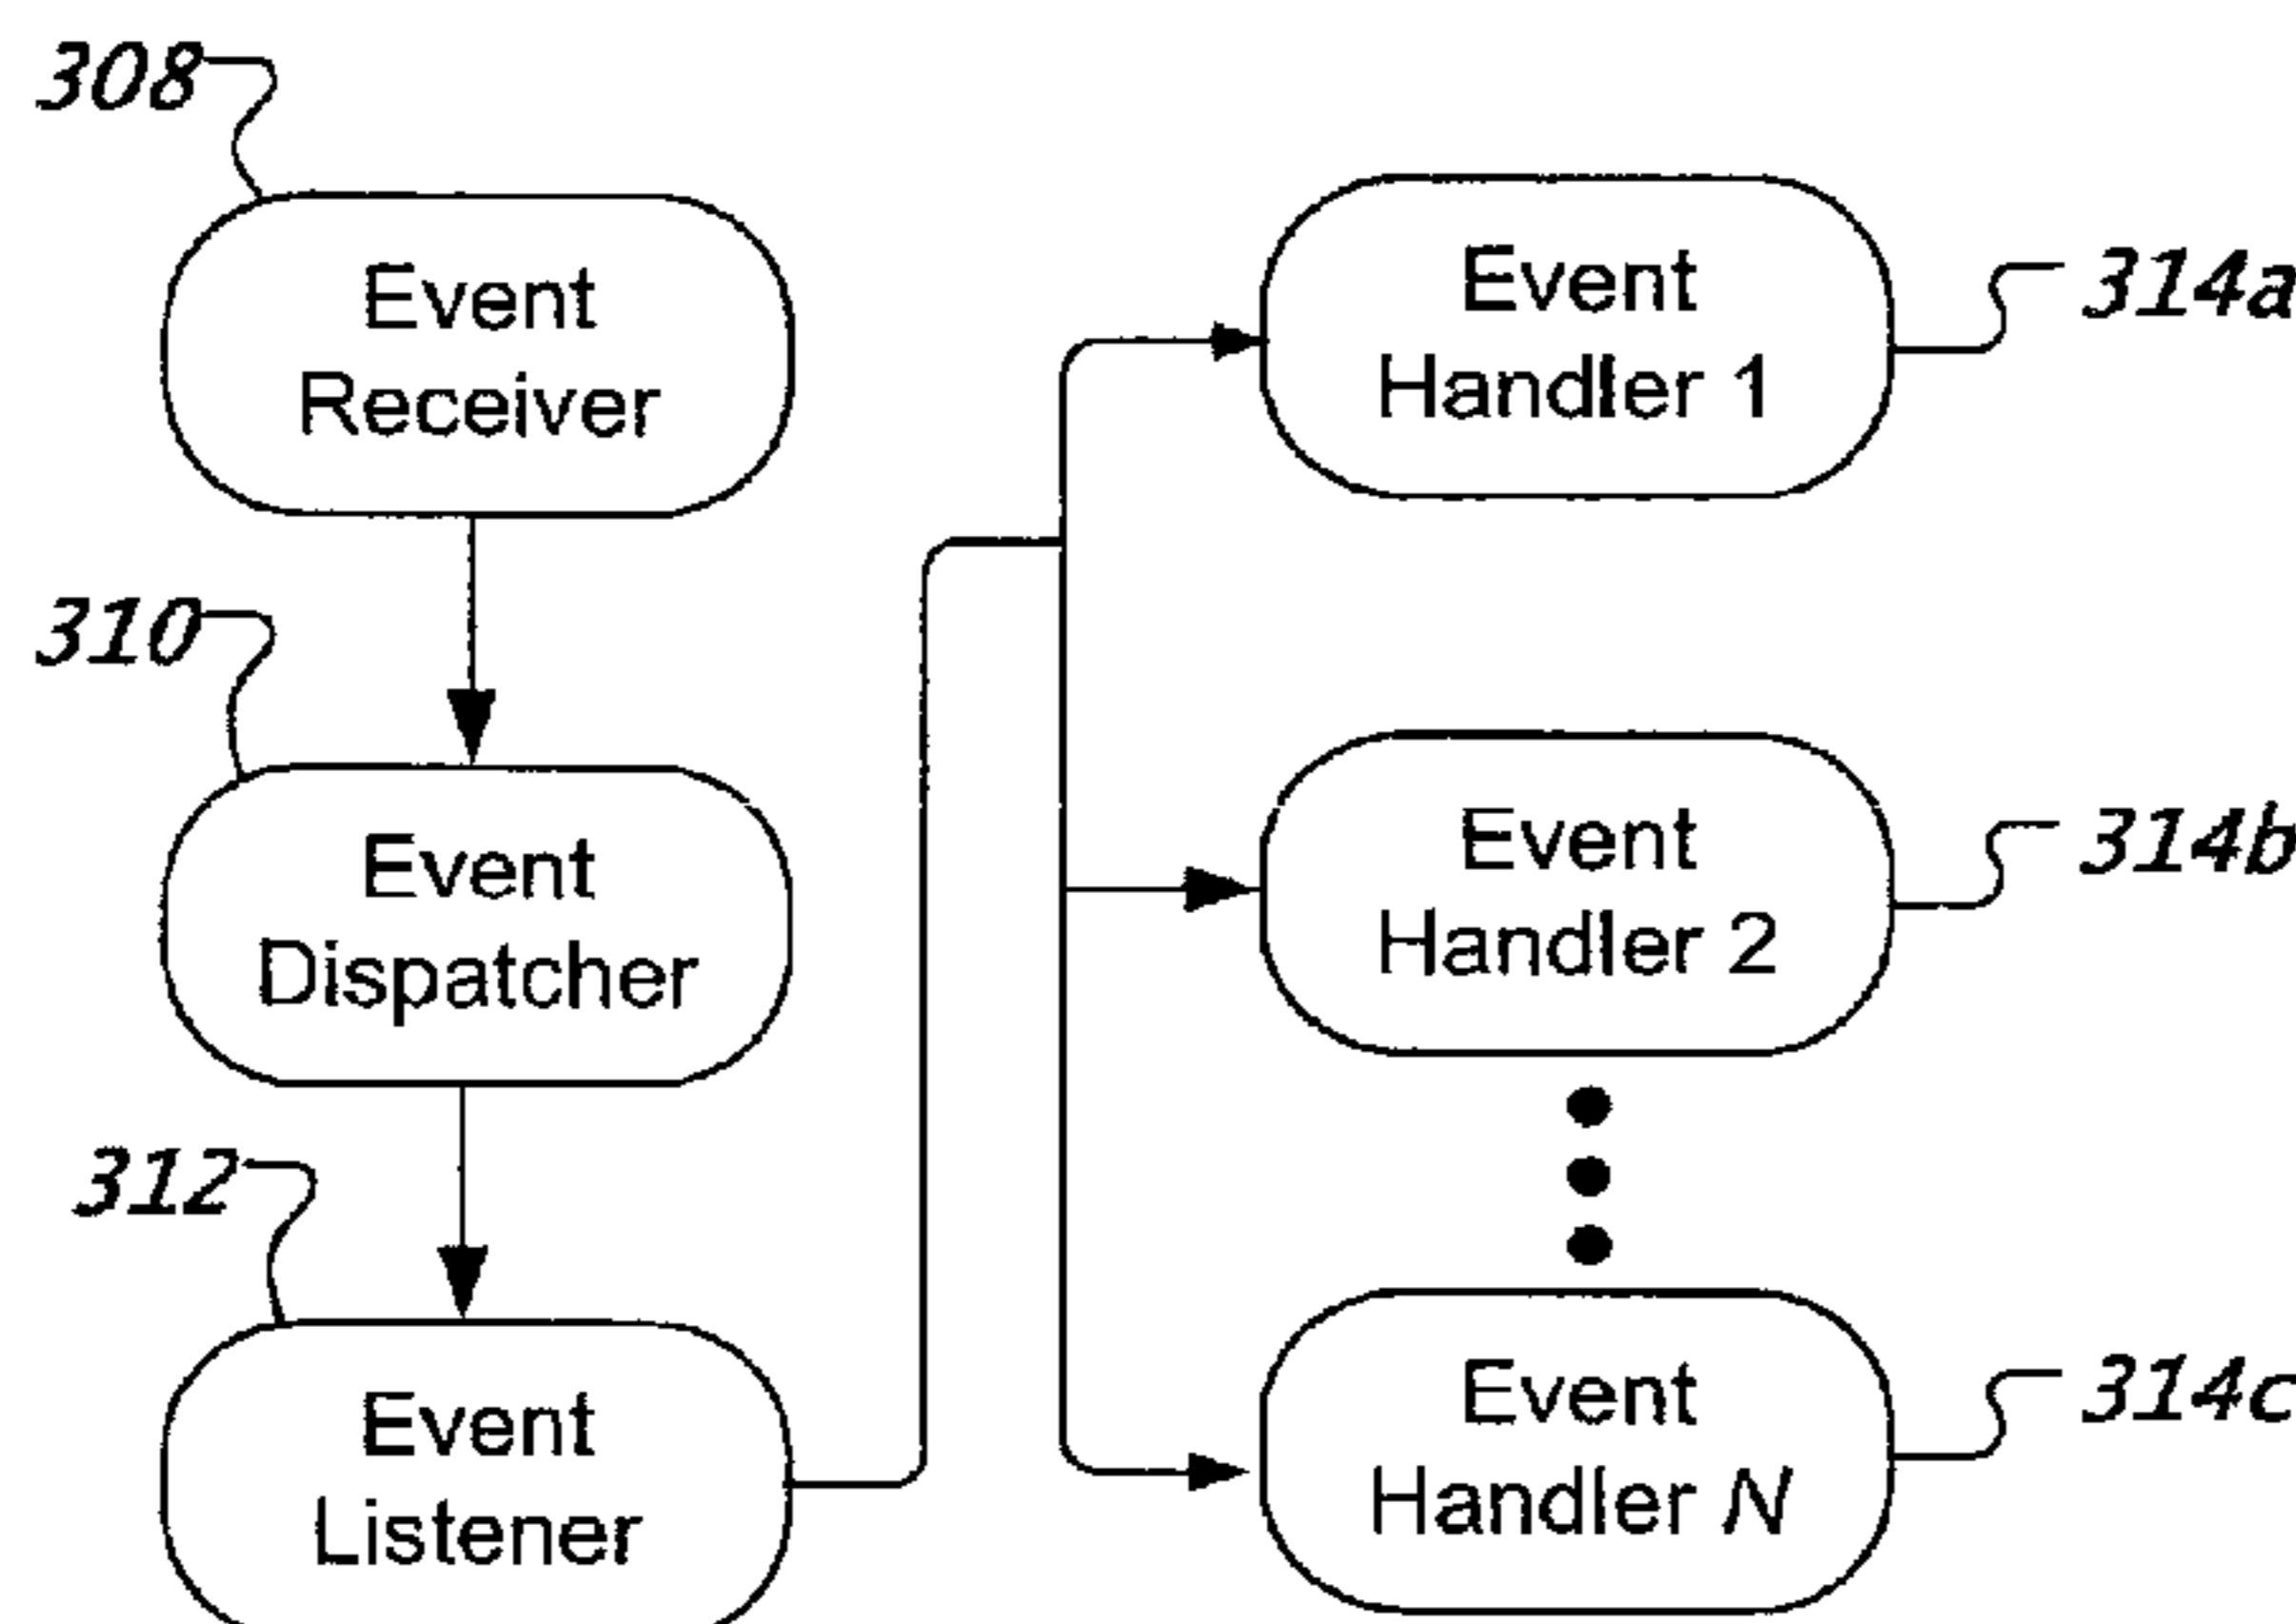 308
Event
Receiver
310
Event
Dispatcher
312
Event
Listener
Event
Handler 1
314a
Event
Handler 2
314b
Event
Handler N
314c